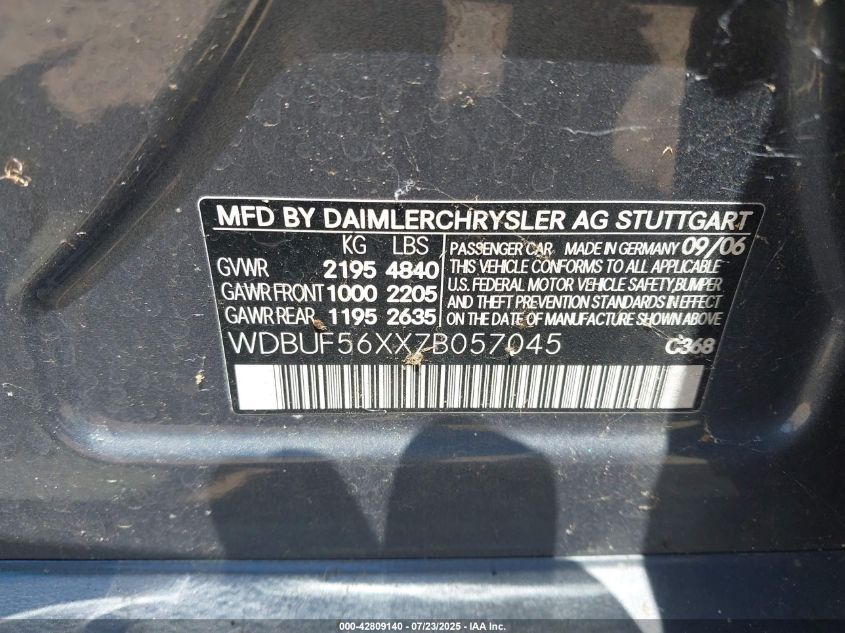 MFD BY DAIMLERCHRYSLER AG STUTTGART
KG LBS
GVWR 2195 4840
GAWR FRONT 1000 2205
GAWR REAR 1195 2635
PASSENGER CAR MADE IN GERMANY 09/06
THIS VEHICLE CONFORMS TO ALL APPLICABLE
U.S. FEDERAL MOTOR VEHICLE SAFETY,BUMPER
AND THEFT PREVENTION STANDARDS IN EFFECT
ON THE DATE OF MANUFACTURE SHOWN ABOVE
WDBUF56XX7B057045 C368
000-42809140 - 07/23/2025 - IAA Inc.